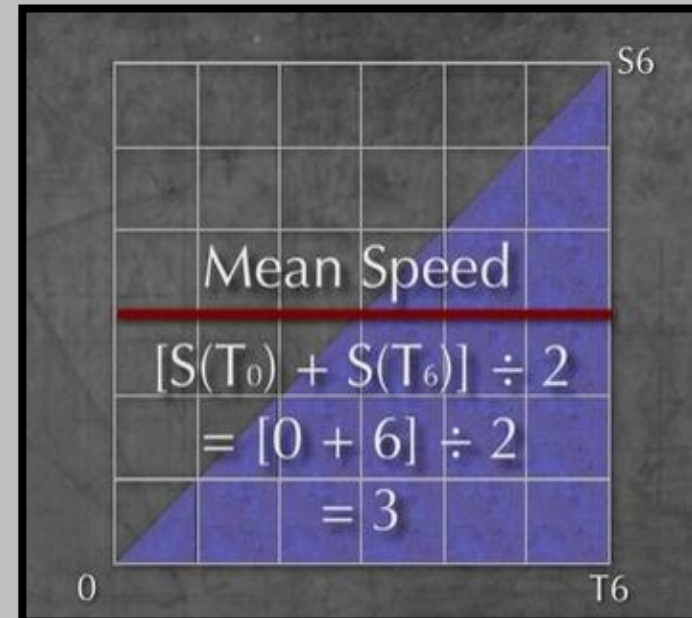 S6
Mean Speed
[S(T₀) + S(T₆)] ÷ 2
= [0 + 6] ÷ 2
= 3
0 T6